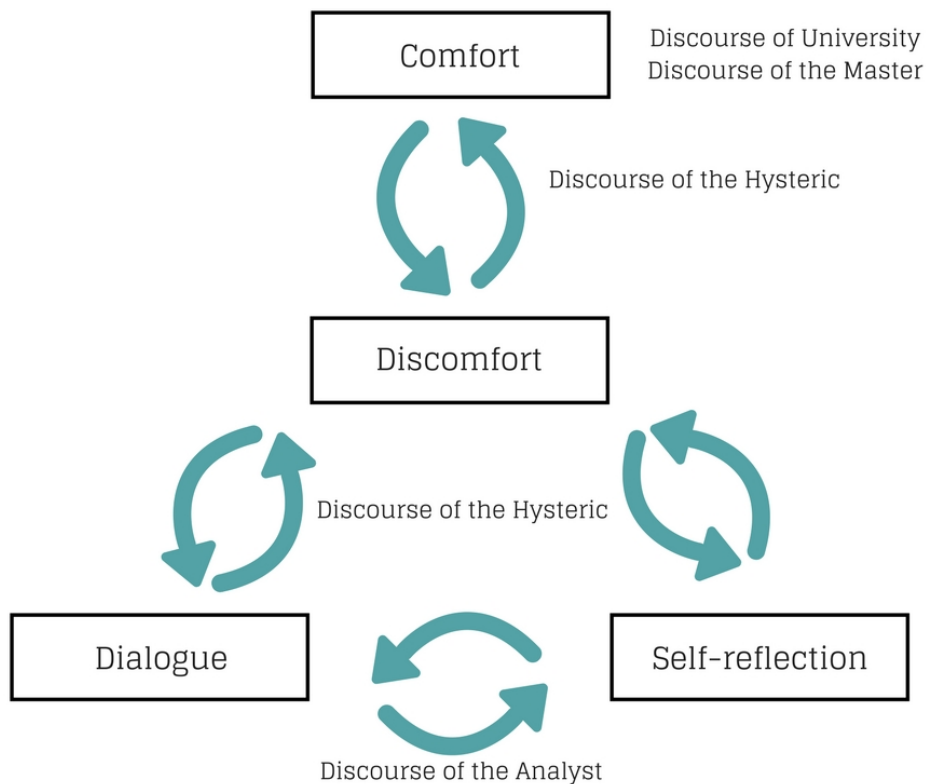 Comfort
Discourse of University
Discourse of the Master
Discourse of the Hysteric
Discomfort
Discourse of the Hysteric
Dialogue
Self-reflection
Discourse of the Analyst